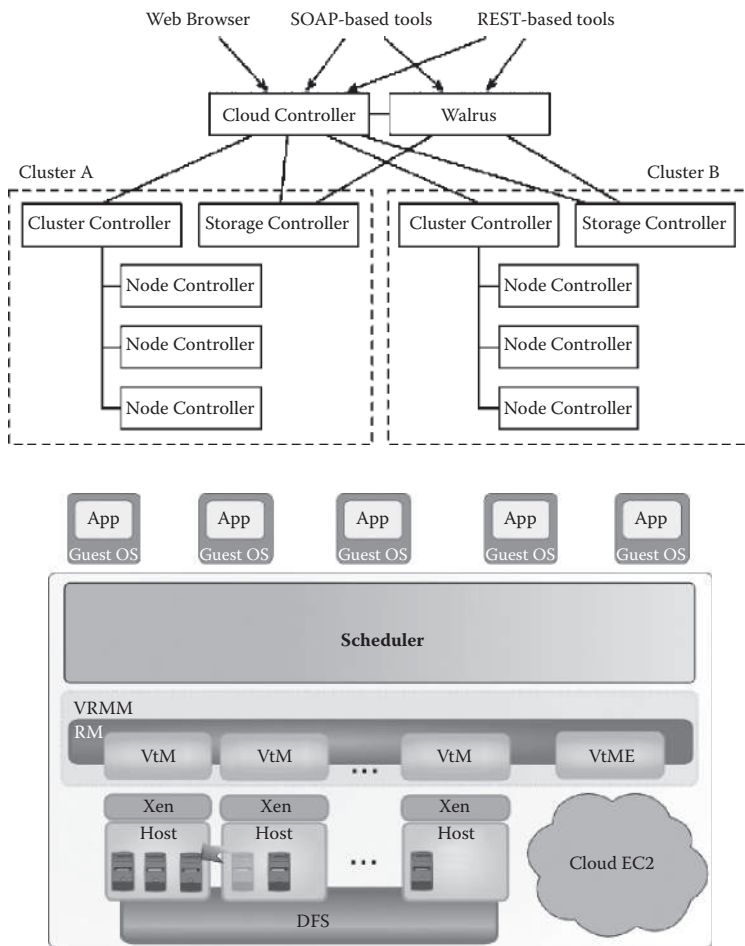 Web Browser SOAP-based tools REST-based tools
Cloud Controller Walrus
Cluster A Cluster B
Cluster Controller Storage Controller Cluster Controller Storage Controller
Node Controller Node Controller
Node Controller Node Controller
Node Controller Node Controller
App App App App App
Guest OS Guest OS Guest OS Guest OS Guest OS
Scheduler
VRMM
RM
VtM VtM ... VtM VtME
Xen Xen Xen
Host Host Host
... Cloud EC2
DFS